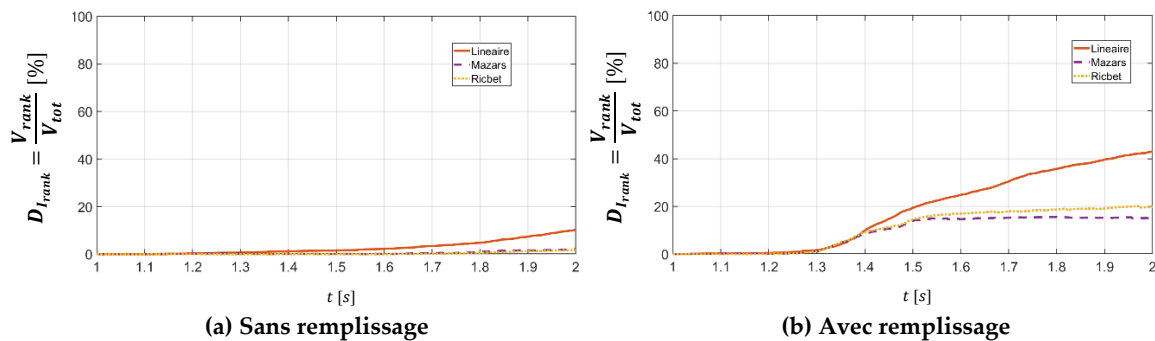 100
80
60
40
20
0
D_{I_{rank}} = \frac{V_{rank}}{V_{tot}} [%]
Lineaire
Mazars
Ricbet
1 1.1 1.2 1.3 1.4 1.5 1.6 1.7 1.8 1.9 2
t [s]
(a) Sans remplissage
100
80
60
40
20
0
D_{I_{rank}} = \frac{V_{rank}}{V_{tot}} [%]
Lineaire
Mazars
Ricbet
1 1.1 1.2 1.3 1.4 1.5 1.6 1.7 1.8 1.9 2
t [s]
(b) Avec remplissage